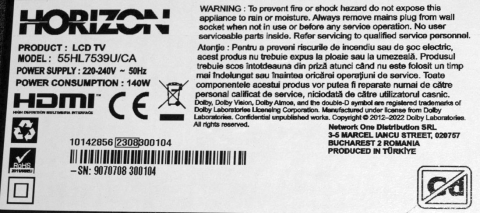 HORIZON
PRODUCT : LCD TV
MODEL: 55HL7539U/CA
POWER SUPPLY : 220-240V ~ 50Hz
POWER CONSUMPTION : 140W
HDMI
HIGH DEFINITION MULTIMEDIA INTERFACE
RoHS
Warning : To prevent fire or shock hazard do not expose this
appliance to rain or moisture. Always mains plug from wall
socket when not in use or before any service operation. No user
serviceable parts inside. Refer servicing to qualified service personnel.
Atenţie : Pentru a preveni riscurile de incendiu sau de şoc electric,
acest produs nu trebuie expus la ploaie sau la umezeală. Produsul
trebuie scos întotdeauna din priză atunci când nu este folosit un timp
mai îndelungat sau înaintea oricărei operaţiuni de service. Toate
componentele acestui produs vor putea fi reparate numai de către
personal calificat de service, niciodată de către utilizatorul casnic.
Dolby, Dolby Vision, Dolby Atmos, and the double-D symbol are registered trademarks of
Dolby Laboratories Licensing Corporation. Manufactured under license from Dolby
Laboratories. Confidential unpublished works. Copyright © 2012–2022 Dolby Laboratories.
All rights reserved.
Network One Distribution SRL
3-5 MARCEL IANCU STREET, 020757
BUCHAREST 2 ROMANIA
PRODUCED IN TÜRKİYE
10142856 2308 300104
-SN: 9070708 300104
Cd